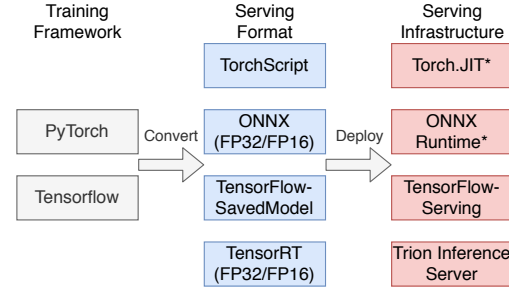 Training
Framework
Serving
Format
Serving
Infrastructure
TorchScript
Torch.JIT*
PyTorch
Convert
ONNX
(FP32/FP16)
Deploy
ONNX
Runtime*
Tensorflow
TensorFlow-
SavedModel
TensorFlow-
Serving
TensorRT
(FP32/FP16)
Trion Inference
Server